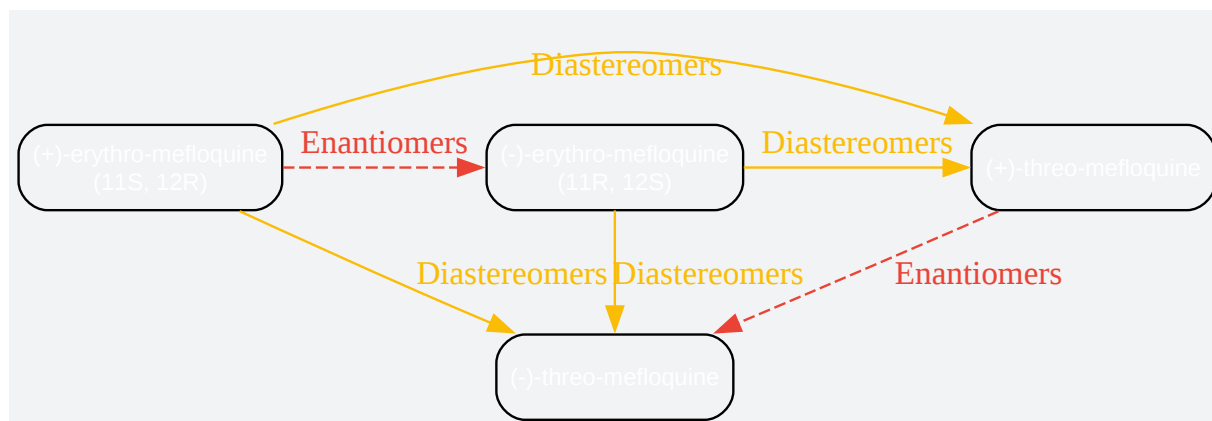 Diastereomers
Enantiomers
Diastereomers
(+)-erythro-mefloquine
(11S, 12R)
(-)-erythro-mefloquine
(11R, 12S)
(+)-threo-mefloquine
Diastereomers
Diastereomers
Enantiomers
(-)-threo-mefloquine